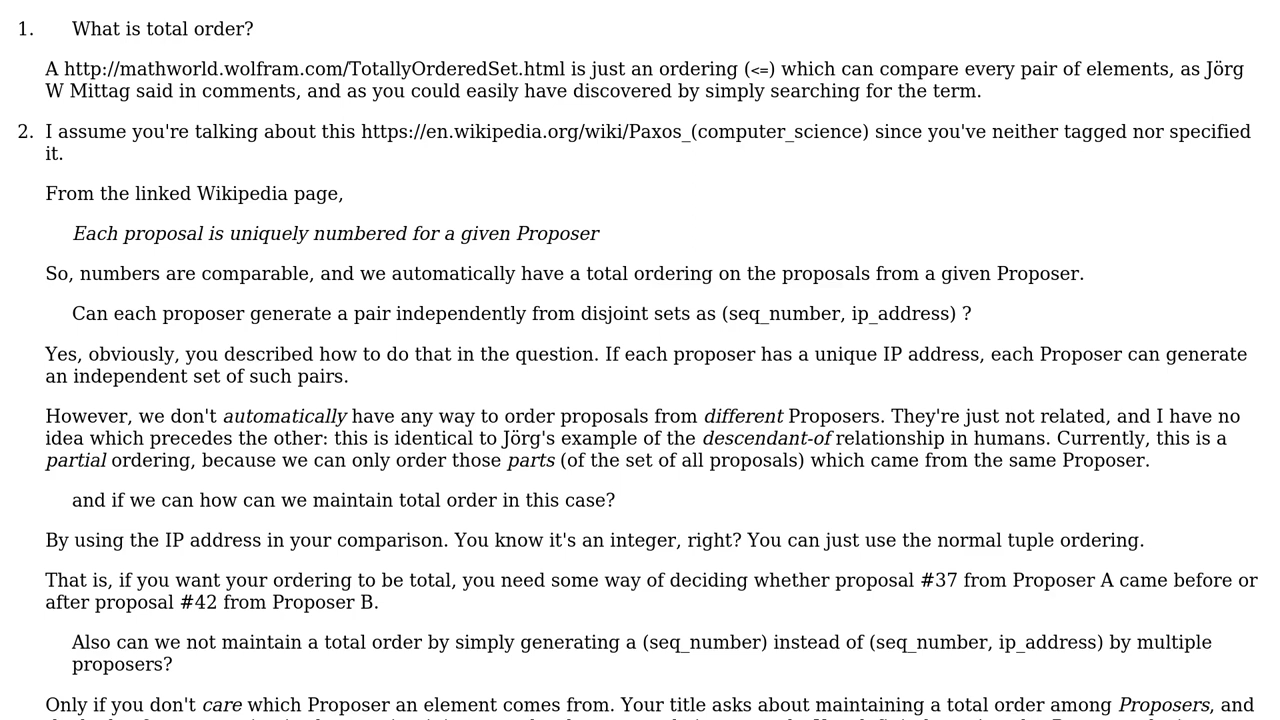 1. What is total order?
A http://mathworld.wolfram.com/TotallyOrderedSet.html is just an ordering (<=) which can compare every pair of elements, as Jörg
W Mittag said in comments, and as you could easily have discovered by simply searching for the term.
2. I assume you're talking about this https://en.wikipedia.org/wiki/Paxos_(computer_science) since you've neither tagged nor specified
it.
From the linked Wikipedia page,
Each proposal is uniquely numbered for a given Proposer
So, numbers are comparable, and we automatically have a total ordering on the proposals from a given Proposer.
Can each proposer generate a pair independently from disjoint sets as (seq_number, ip_address) ?
Yes, obviously, you described how to do that in the question. If each proposer has a unique IP address, each Proposer can generate
an independent set of such pairs.
However, we don't automatically have any way to order proposals from different Proposers. They're just not related, and I have no
idea which precedes the other: this is identical to Jörg's example of the descendant-of relationship in humans. Currently, this is a
partial ordering, because we can only order those parts (of the set of all proposals) which came from the same Proposer.
and if we can how can we maintain total order in this case?
By using the IP address in your comparison. You know it's an integer, right? You can just use the normal tuple ordering.
That is, if you want your ordering to be total, you need some way of deciding whether proposal #37 from Proposer A came before or
after proposal #42 from Proposer B.
Also can we not maintain a total order by simply generating a (seq_number) instead of (seq_number, ip_address) by multiple
proposers?
Only if you don't care which Proposer an element comes from. Your title asks about maintaining a total order among Proposers, and